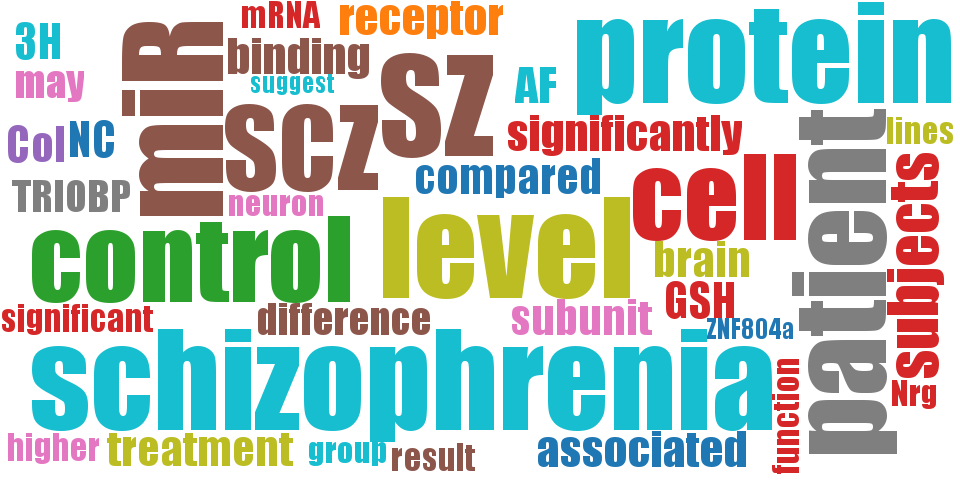 mRNA
receptor
protein
3H
miR
binding
SZ
may
suggest
AF
scz
significantly
patient
lines
Col
NC
compared
cell
subjects
TRIOBP
neuron
level
control
brain
GSH
significant
difference
subunit
ZNF804a
schizophrenia
function
Nrg
higher
treatment
group
result
associated